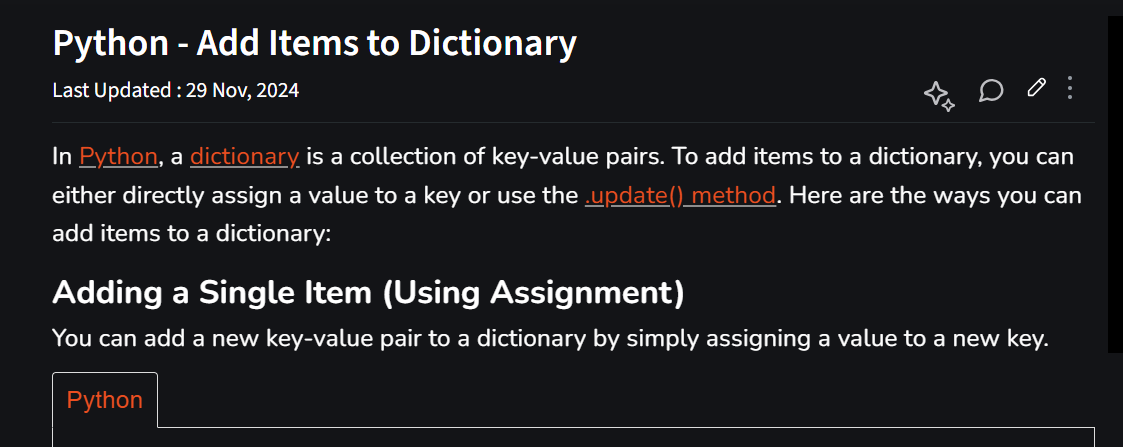 Python - Add Items to Dictionary
Last Updated : 29 Nov, 2024
In Python, a dictionary is a collection of key-value pairs. To add items to a dictionary, you can
either directly assign a value to a key or use the .update() method. Here are the ways you can
add items to a dictionary:
Adding a Single Item (Using Assignment)
You can add a new key-value pair to a dictionary by simply assigning a value to a new key.
Python